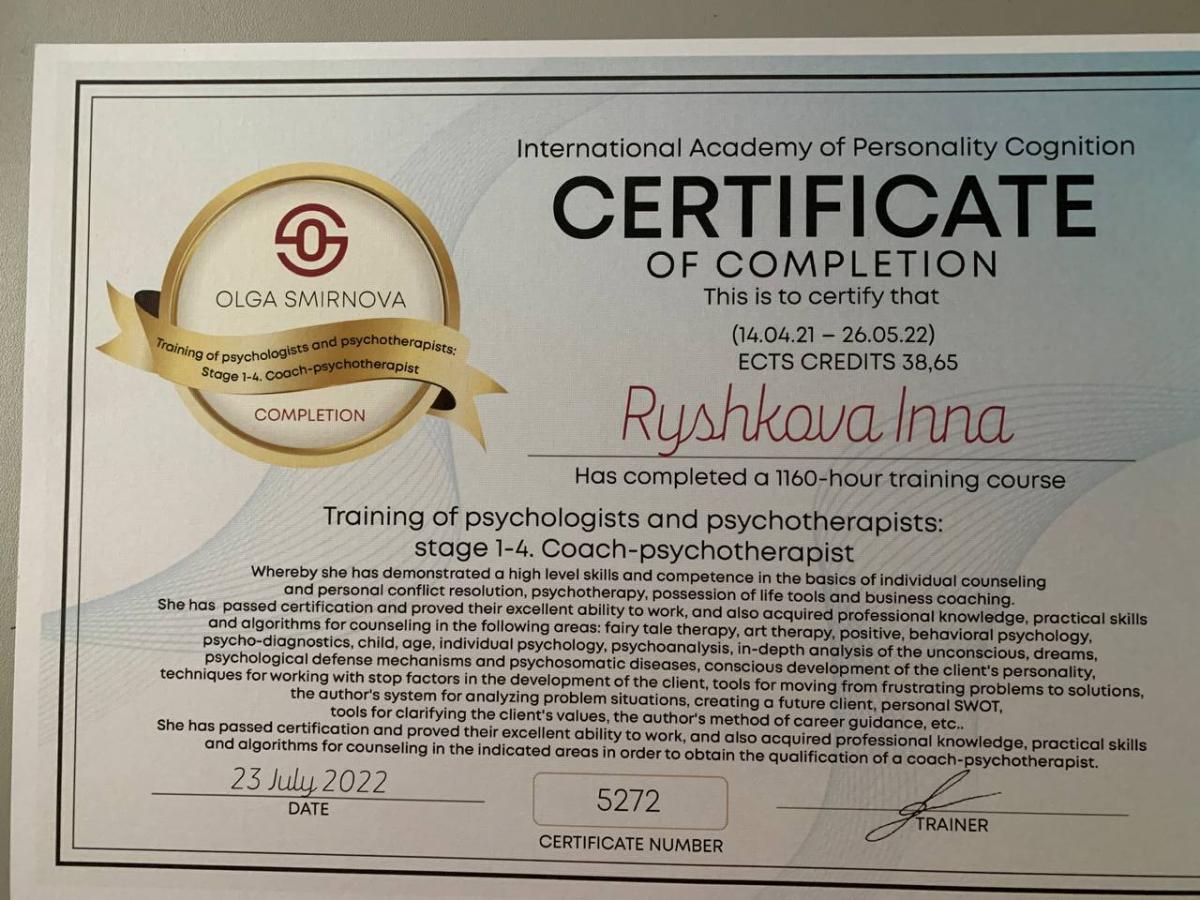 International Academy of Personality Cognition
CERTIFICATE
OF COMPLETION
This is to certify that
(14.04.21 – 26.05.22)
ECTS CREDITS 38,65
OLGA SMIRNOVA
Training of psychologists and psychotherapists:
Stage 1-4. Coach-psychotherapist
COMPLETION
Ryshkova Inna
Has completed a 1160-hour training course
Training of psychologists and psychotherapists:
stage 1-4. Coach-psychotherapist
Whereby she has demonstrated a high level skills and competence in the basics of individual counseling
and personal conflict resolution, psychotherapy, possession of life tools and business coaching.
She has passed certification and proved their excellent ability to work, and also acquired professional knowledge, practical skills
and algorithms for counseling in the following areas: fairy tale therapy, art therapy, positive, behavioral psychology,
psycho-diagnostics, child, age, individual psychology, psychoanalysis, in-depth analysis of the unconscious, dreams,
psychological defense mechanisms and psychosomatic diseases, conscious development of the client's personality,
techniques for working with stop factors in the development of the client, tools for moving from frustrating problems to solutions,
the author's system for analyzing problem situations, creating a future client, personal SWOT,
tools for clarifying the client's values, the author's method of career guidance, etc..
She has passed certification and proved their excellent ability to work, and also acquired professional knowledge, practical skills
and algorithms for counseling in the indicated areas in order to obtain the qualification of a coach-psychotherapist.
23 July 2022
DATE
5272
CERTIFICATE NUMBER
TRAINER